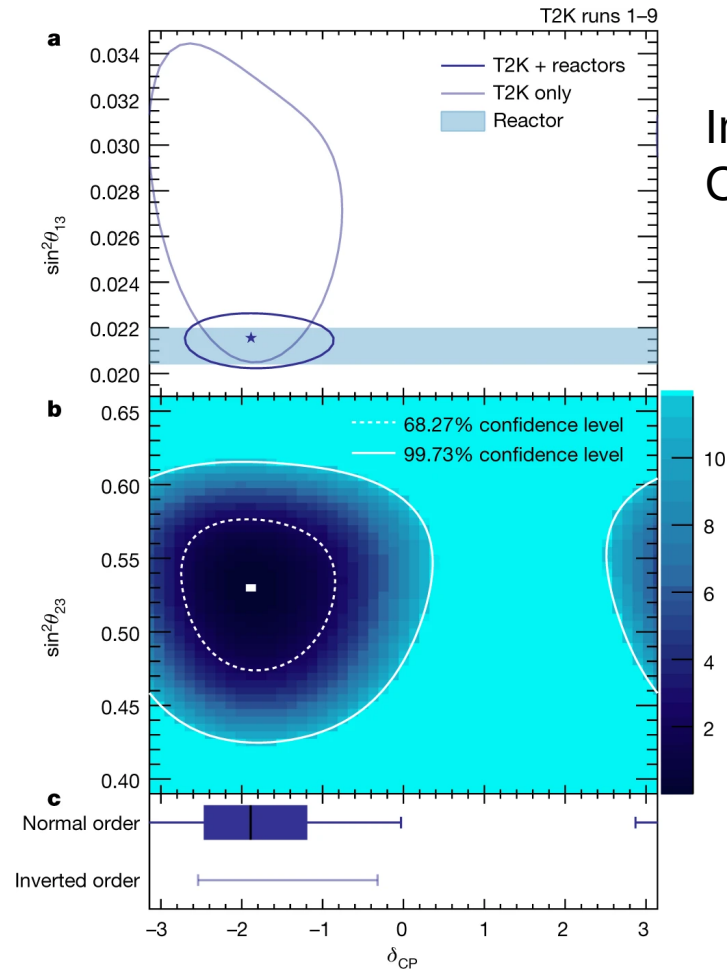 T2K runs 1–9
a
T2K + reactors
T2K only
Reactor
0.034
0.032
0.030
0.028
0.026
0.024
0.022
0.020
sin²θ₁₃
b
68.27% confidence level
99.73% confidence level
0.65
0.60
0.55
0.50
0.45
0.40
sin²θ₂₃
10
8
6
4
2
c
Normal order
Inverted order
−3 −2 −1 0 1 2 3
δCP